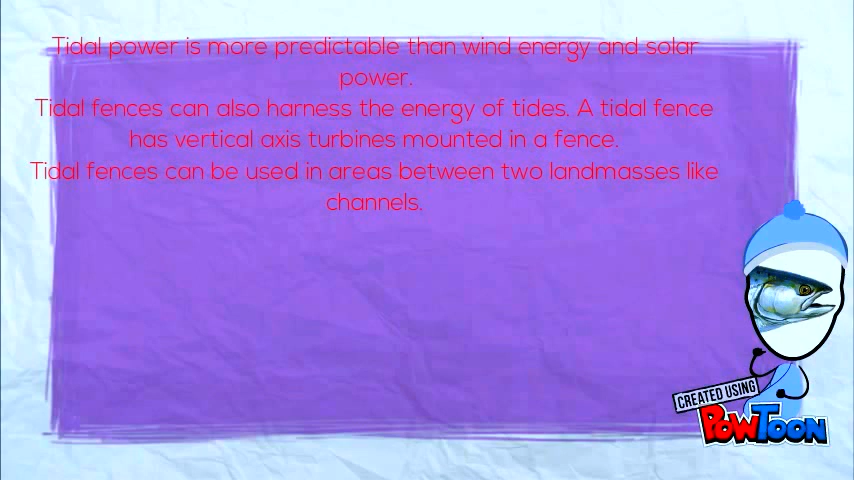 Tidal power is more predictable than wind energy and solar
power.
Tidal fences can also harness the energy of tides. A tidal fence
has vertical axis turbines mounted in a fence.
Tidal fences can be used in areas between two landmasses like
channels.
CREATED USING
POWTOON